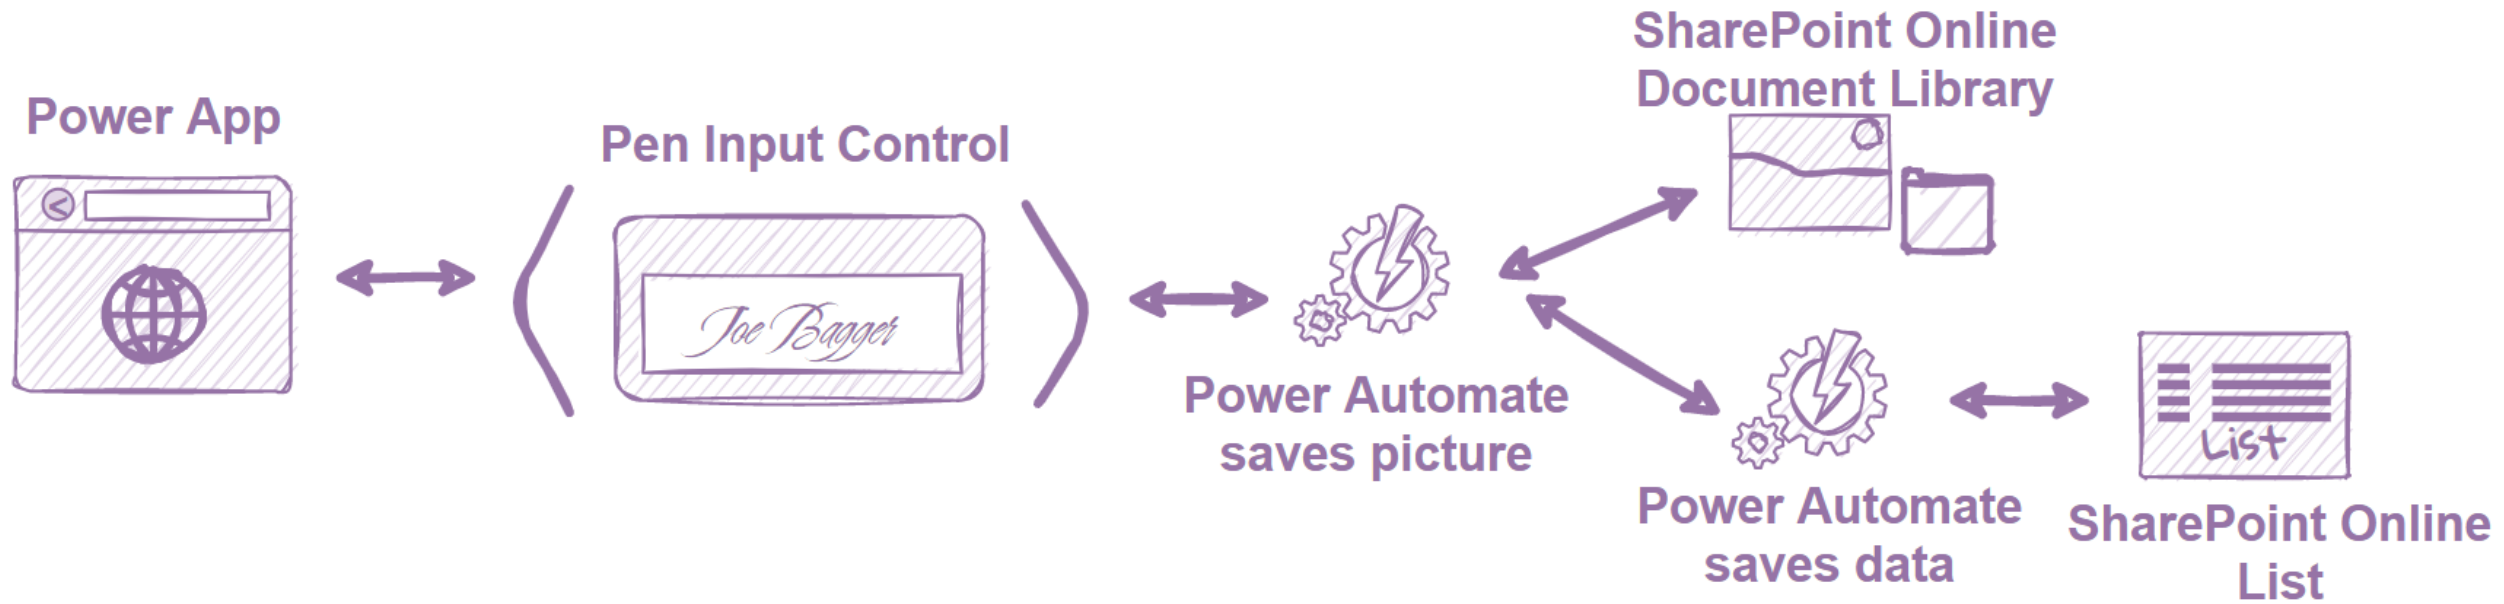 Power App
Pen Input Control
Joe Bagger
Power Automate
saves picture
SharePoint Online
Document Library
Power Automate
saves data
List
SharePoint Online
List